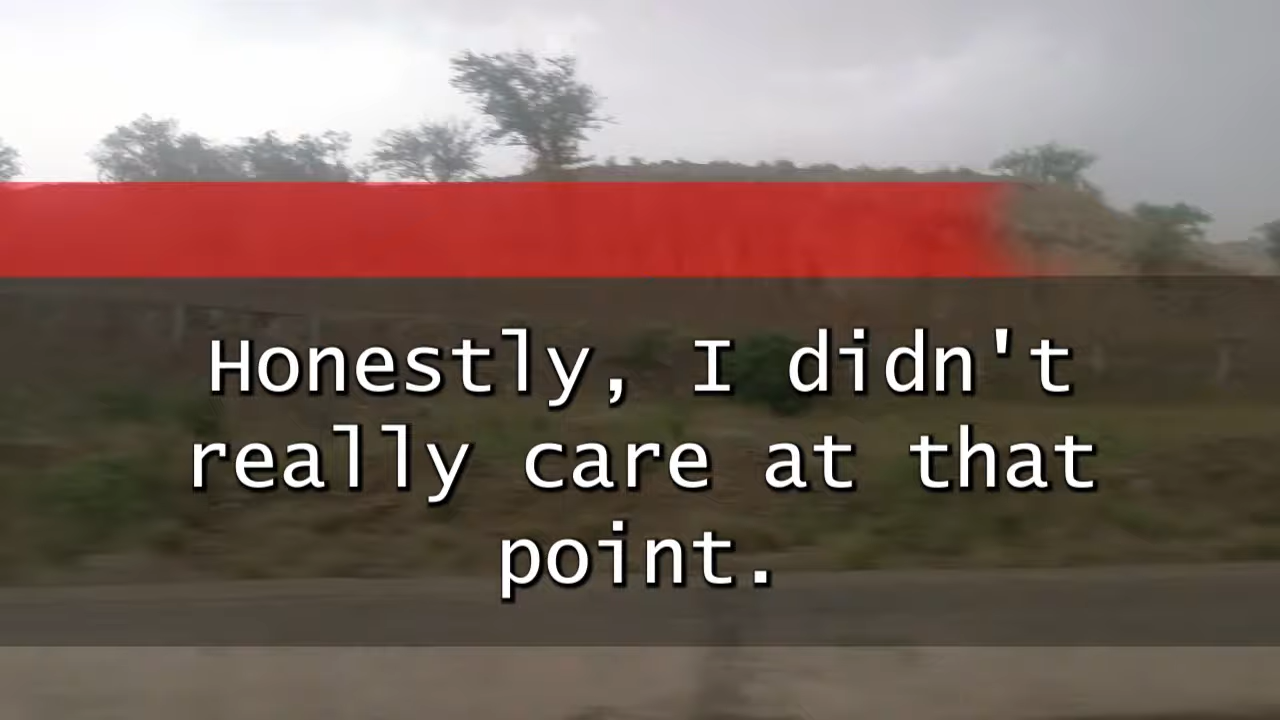 Honestly, I didn't
really care at that
point.